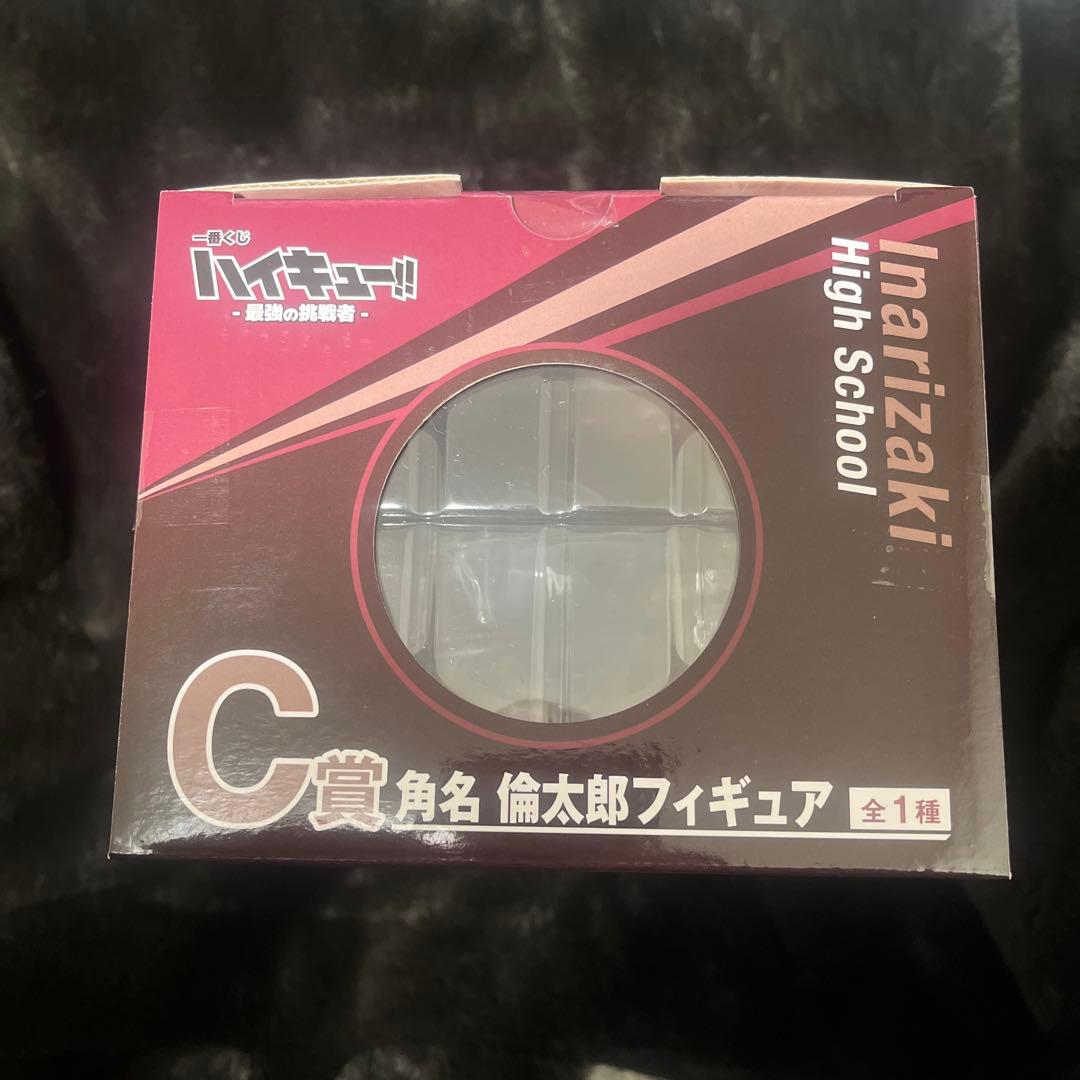 一番くじ
ハイキュー!!
- 最強の挑戦者 -
Inarizaki
High School
C賞 角名 倫太郎フィギュア 全1種